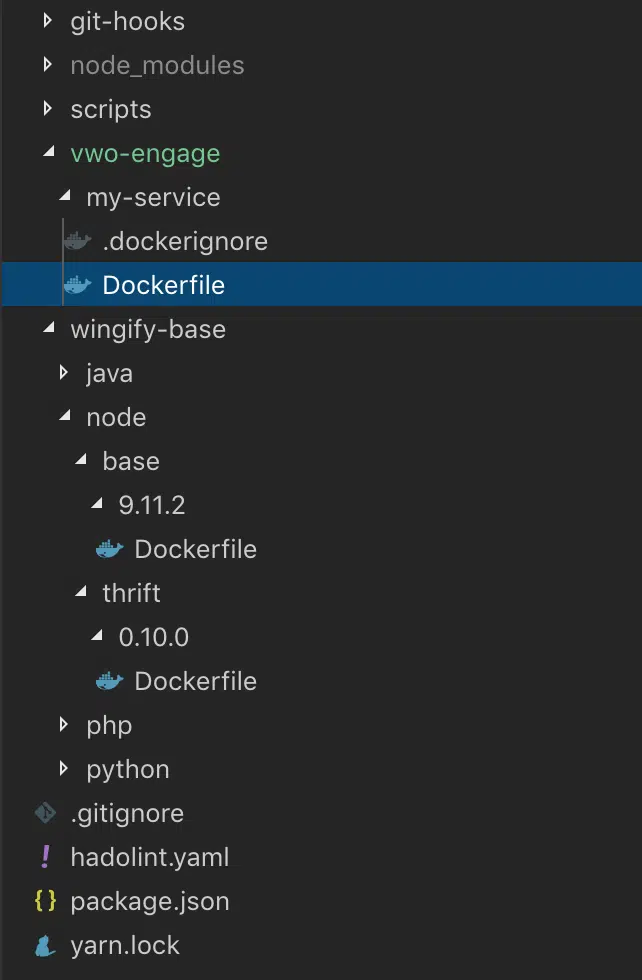 git-hooks
node_modules
scripts
vwo-engage
my-service
.dockerignore
Dockerfile
wingify-base
java
node
base
9.11.2
Dockerfile
thrift
0.10.0
Dockerfile
php
python
.gitignore
hadolint.yaml
package.json
yarn.lock